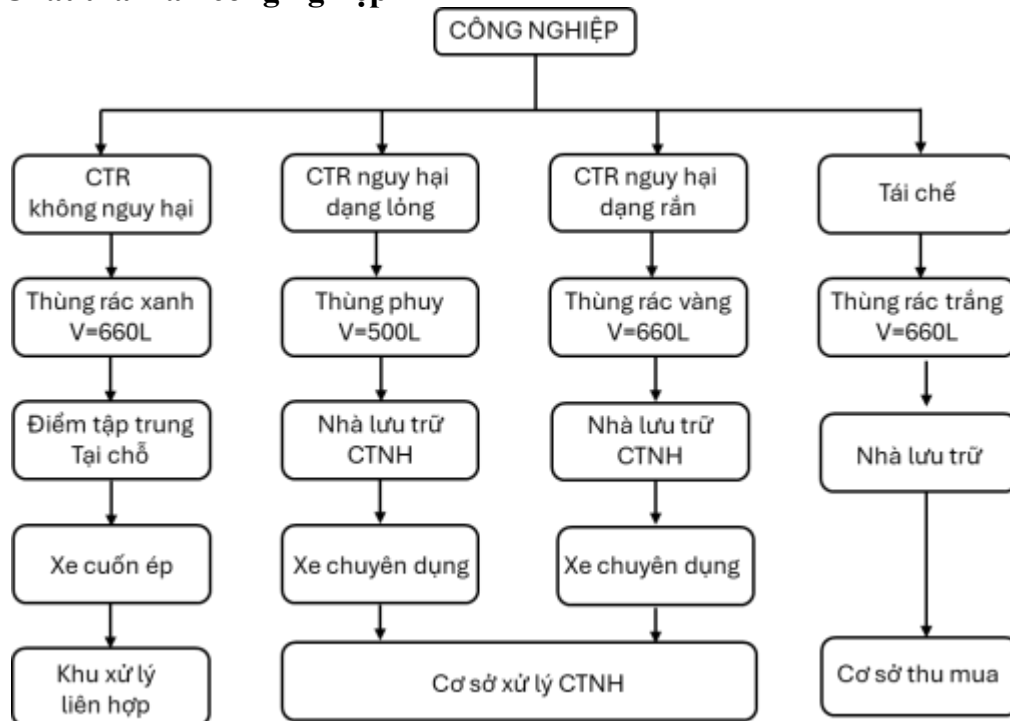 CÔNG NGHIỆP
CTR
không nguy hại
CTR nguy hại
dạng lỏng
CTR nguy hại
dạng rắn
Tái chế
Thùng rác xanh
V=660L
Thùng phuy
V=500L
Thùng rác vàng
V=660L
Thùng rác trắng
V=660L
Điểm tập trung
Tại chỗ
Nhà lưu trữ
CTNH
Nhà lưu trữ
CTNH
Nhà lưu trữ
Xe cuốn ép
Xe chuyên dụng
Xe chuyên dụng
Khu xử lý
liên hợp
Cơ sở xử lý CTNH
Cơ sở thu mua